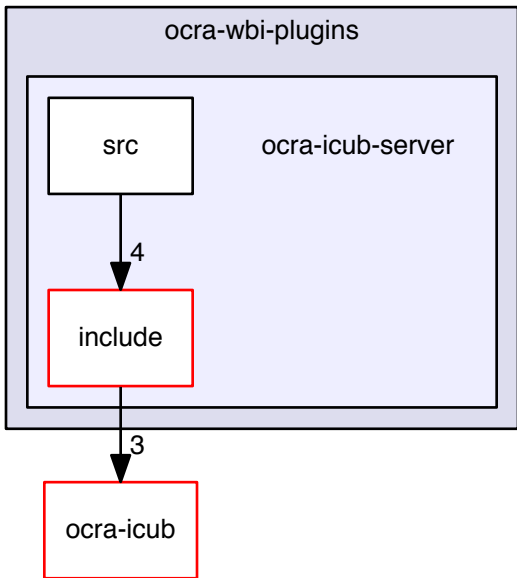 ocra-wbi-plugins
src
ocra-icub-server
4
include
3
ocra-icub